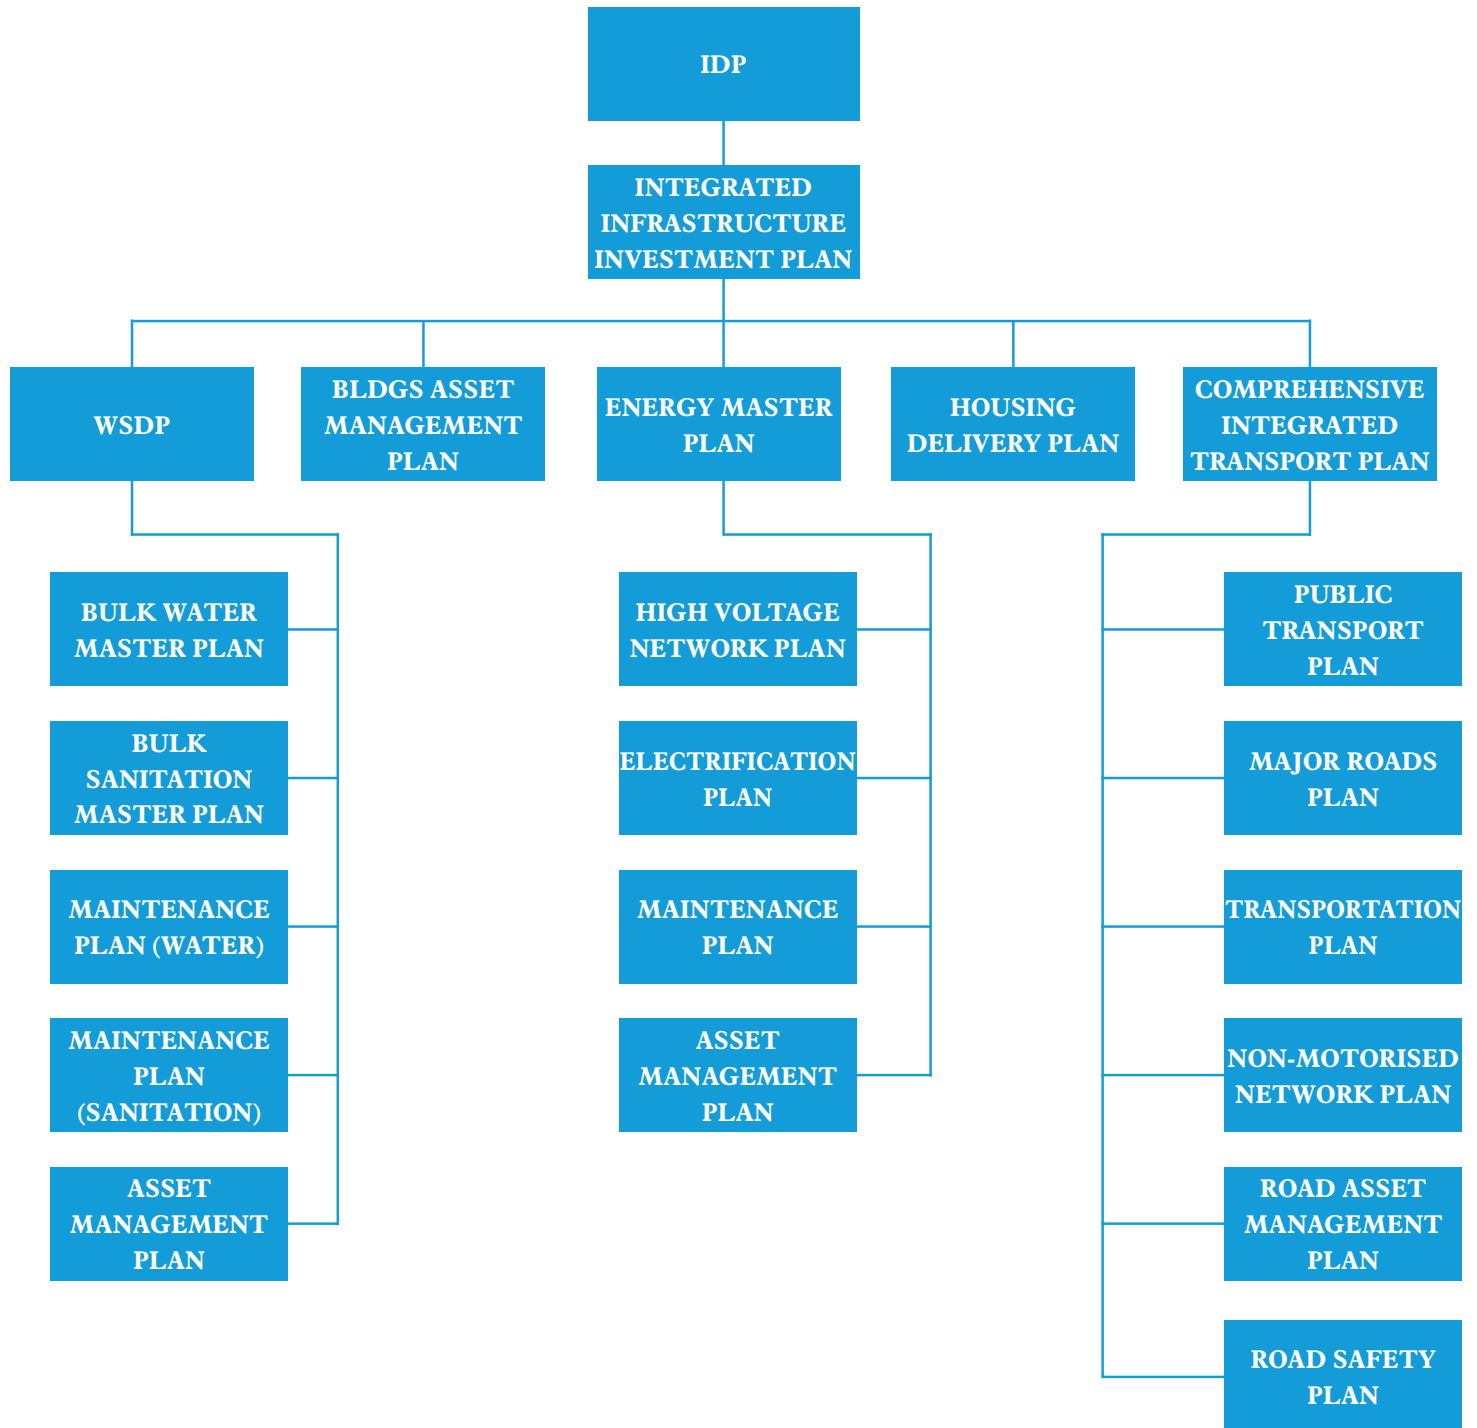 IDP
INTEGRATED
INFRASTRUCTURE
INVESTMENT PLAN
WSDP
BLDGS ASSET
MANAGEMENT
PLAN
ENERGY MASTER
PLAN
HOUSING
DELIVERY PLAN
COMPREHENSIVE
INTEGRATED
TRANSPORT PLAN
BULK WATER
MASTER PLAN
BULK
SANITATION
MASTER PLAN
MAINTENANCE
PLAN (WATER)
MAINTENANCE
PLAN
(SANITATION)
ASSET
MANAGEMENT
PLAN
HIGH VOLTAGE
NETWORK PLAN
ELECTRIFICATION
PLAN
MAINTENANCE
PLAN
ASSET
MANAGEMENT
PLAN
PUBLIC
TRANSPORT
PLAN
MAJOR ROADS
PLAN
TRANSPORTATION
PLAN
NON-MOTORISED
NETWORK PLAN
ROAD ASSET
MANAGEMENT
PLAN
ROAD SAFETY
PLAN